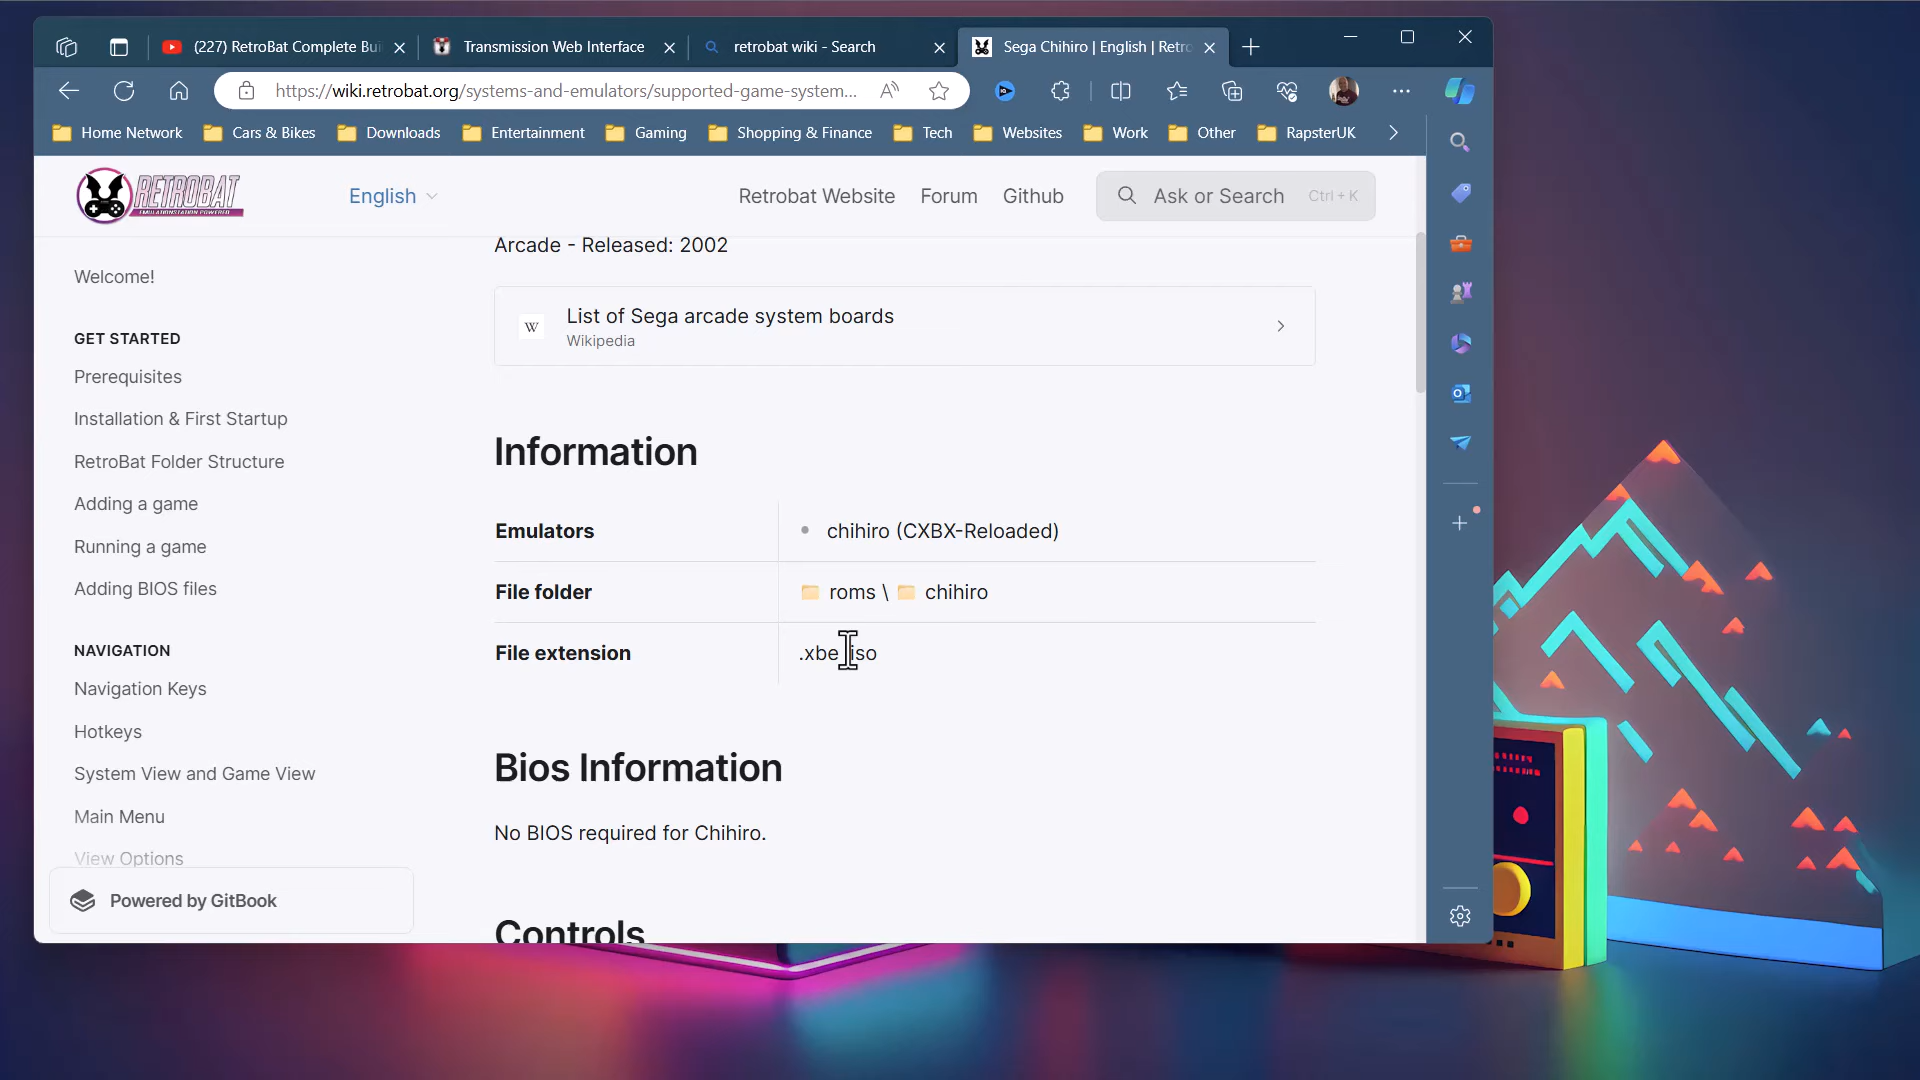 (227) RetroBat Complete Bui
Transmission Web Interface
retrobat wiki - Search
Sega Chihiro | English | Retro
https://wiki.retrobat.org/systems-and-emulators/supported-game-system...
Home Network
Cars & Bikes
Downloads
Entertainment
Gaming
Shopping & Finance
Tech
Websites
Work
Other
RapsterUK
RETROBAT
EMULATIONSTATION POWERED
English
Retrobat Website
Forum
Github
Ask or Search
Ctrl + K
Welcome!
GET STARTED
Prerequisites
Installation & First Startup
RetroBat Folder Structure
Adding a game
Running a game
Adding BIOS files
NAVIGATION
Navigation Keys
Hotkeys
System View and Game View
Main Menu
View Options
Powered by GitBook
Arcade - Released: 2002
W
List of Sega arcade system boards
Wikipedia
Information
Emulators
chihiro (CXBX-Reloaded)
File folder
roms \ chihiro
File extension
.xbe iso
Bios Information
No BIOS required for Chihiro.
Controls